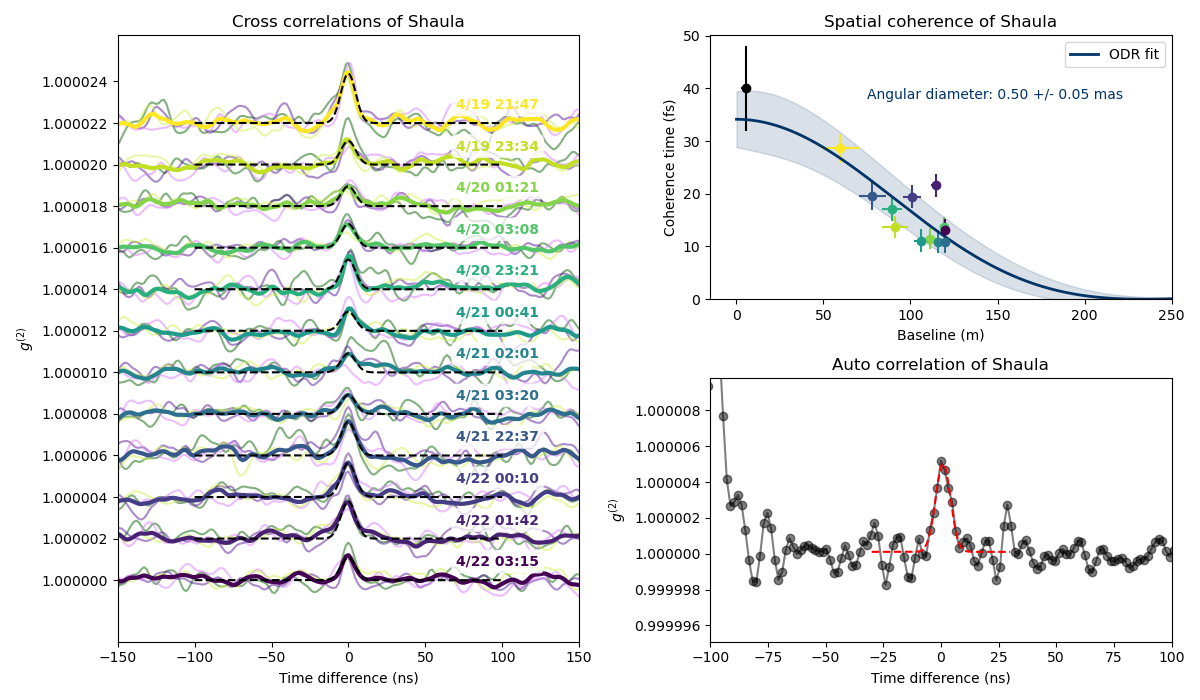 Cross correlations of Shaula
g(2)
1.000024
1.000022
1.000020
1.000018
1.000016
1.000014
1.000012
1.000010
1.000008
1.000006
1.000004
1.000002
1.000000
4/19 21:47
4/19 23:34
4/20 01:21
4/20 03:08
4/20 23:21
4/21 00:41
4/21 02:01
4/21 03:20
4/21 22:37
4/22 00:10
4/22 01:42
4/22 03:15
−150 −100 −50 0 50 100 150
Time difference (ns)
Spatial coherence of Shaula
Coherence time (fs)
50
40
30
20
10
0
ODR fit
Angular diameter: 0.50 +/- 0.05 mas
0 50 100 150 200 250
Baseline (m)
Auto correlation of Shaula
g(2)
1.000008
1.000006
1.000004
1.000002
1.000000
0.999998
0.999996
−100 −75 −50 −25 0 25 50 75 100
Time difference (ns)